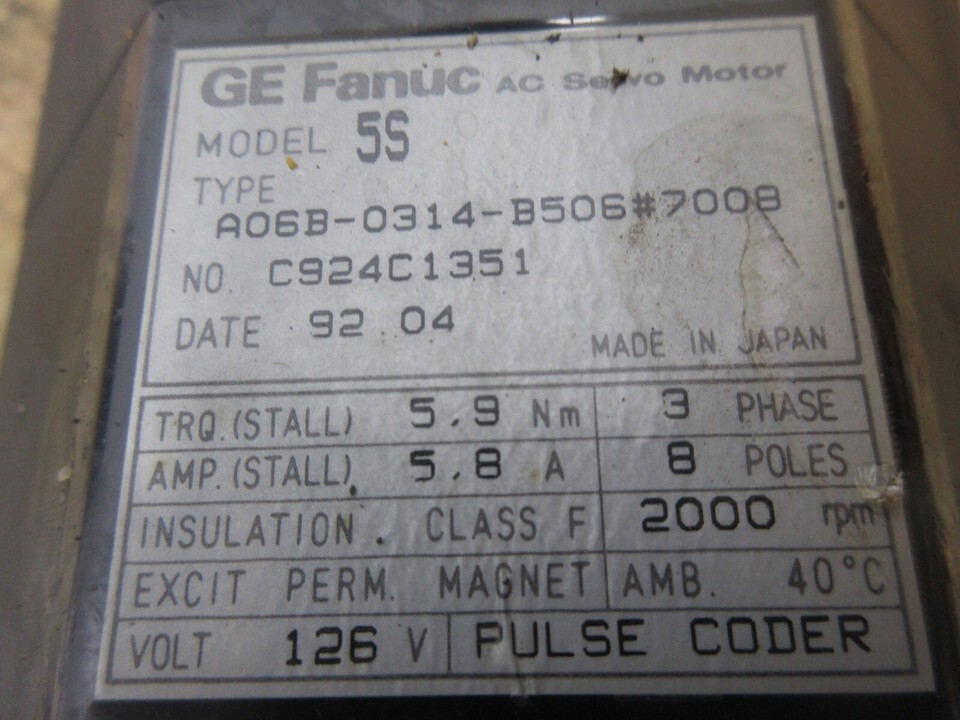 GE Fanuc AC Servo Motor
MODEL 5S
TYPE
A06B-0314-B506#7008
NO. C924C1351
DATE 92.04
MADE IN JAPAN
TRQ.(STALL) 5.9 Nm 3 PHASE
AMP.(STALL) 5.8 A 8 POLES
INSULATION. CLASS F 2000 rpm
EXCIT PERM. MAGNET AMB. 40°C
VOLT 126 V PULSE CODER